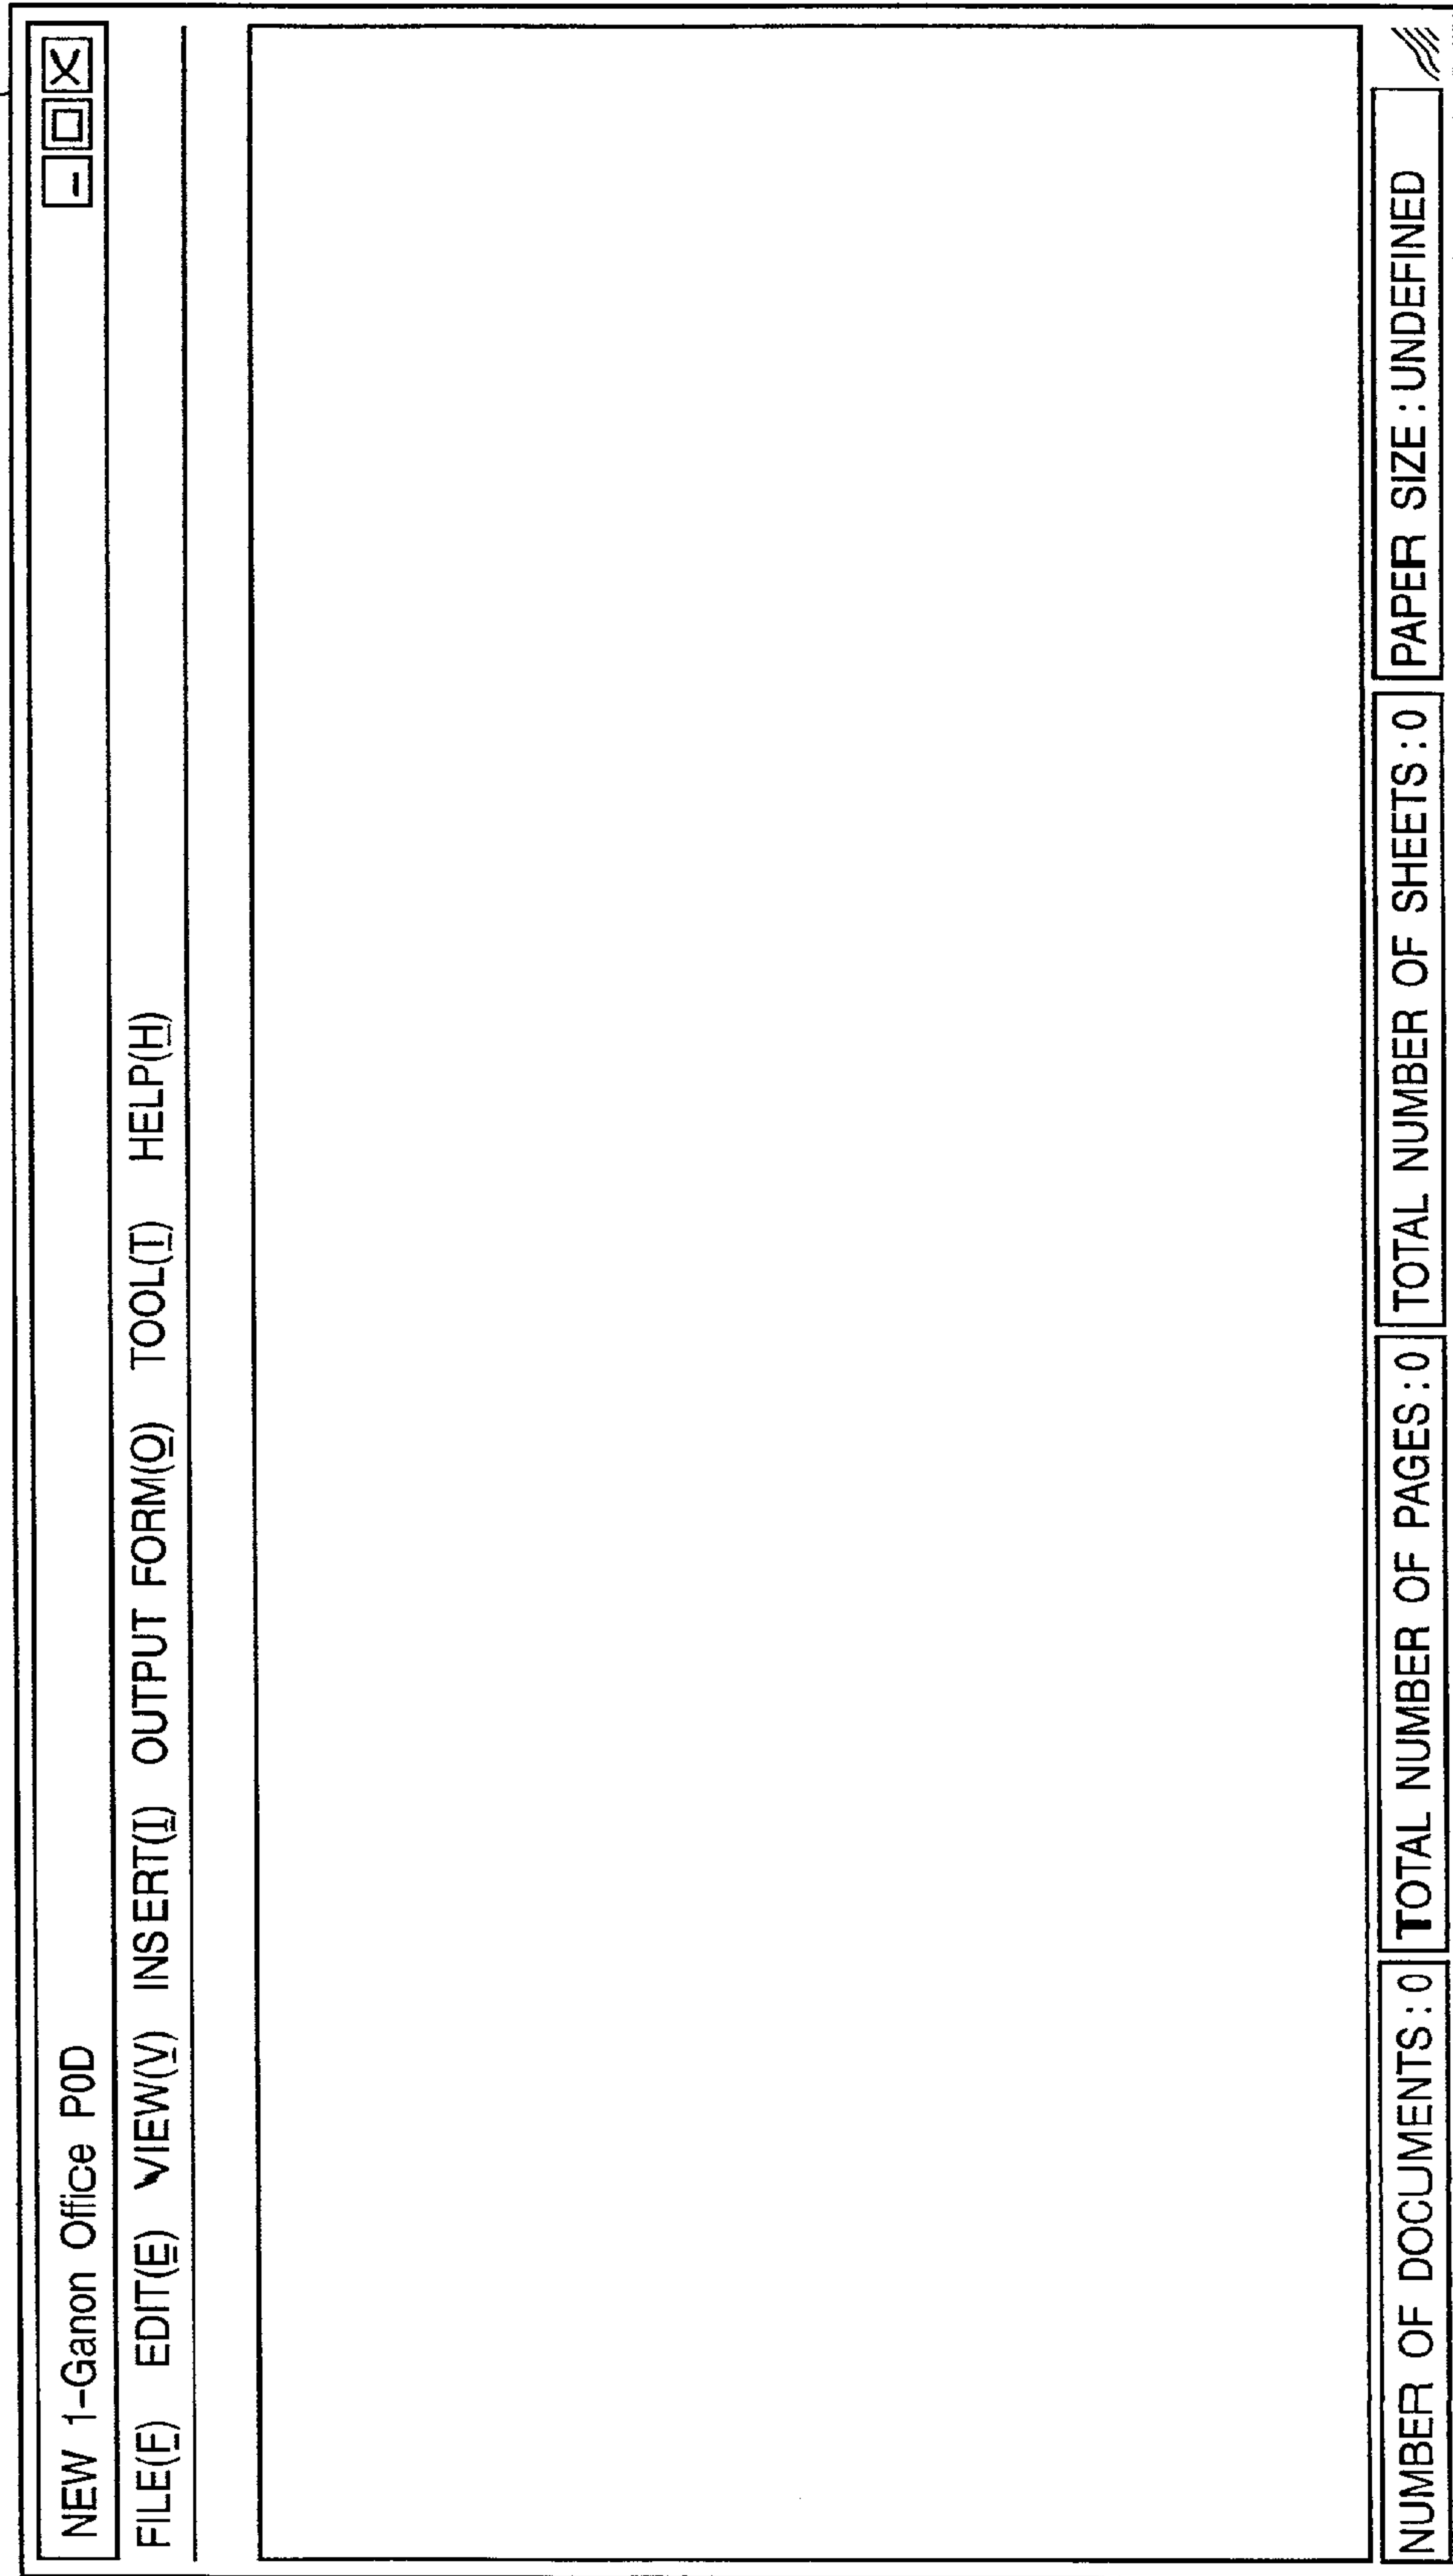 NEW 1-Ganon Office P0D
FILE(F) EDIT(E) VIEW(V) INSERT(I) OUTPUT FORM(O) TOOL(T) HELP(H)
NUMBER OF DOCUMENTS:0 TOTAL NUMBER OF PAGES:0 TOTAL NUMBER OF SHEETS:0 PAPER SIZE:UNDEFINED